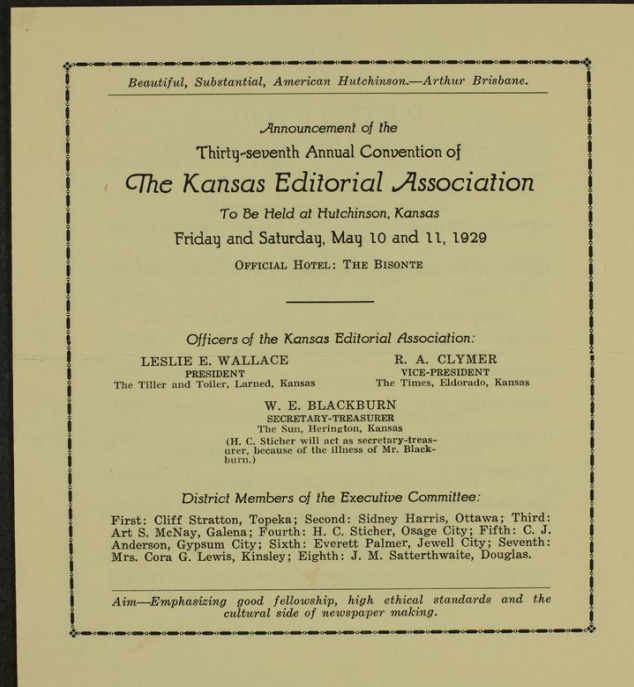 Beautiful, Substantial, American Hutchinson.—Arthur Brisbane.
Announcement of the
Thirty-seventh Annual Convention of
The Kansas Editorial Association
To Be Held at Hutchinson, Kansas
Friday and Saturday, May 10 and 11, 1929
OFFICIAL HOTEL: THE BISONTE
Officers of the Kansas Editorial Association:
LESLIE E. WALLACE
PRESIDENT
The Tiller and Toiler, Larned, Kansas
R. A. CLYMER
VICE-PRESIDENT
The Times, Eldorado, Kansas
W. E. BLACKBURN
SECRETARY-TREASURER
The Sun, Herington, Kansas
(H. C. Sticher will act as secretary-treas-
urer, because of the illness of Mr. Black-
burn.)
District Members of the Executive Committee:
First: Cliff Stratton, Topeka; Second: Sidney Harris, Ottawa; Third:
Art S. McNay, Galena; Fourth: H. C. Sticher, Osage City; Fifth: C. J.
Anderson, Gypsum City; Sixth: Everett Palmer, Jewell City; Seventh:
Mrs. Cora G. Lewis, Kinsley; Eighth: J. M. Satterthwaite, Douglas.
Aim—Emphasizing good fellowship, high ethical standards and the
cultural side of newspaper making.